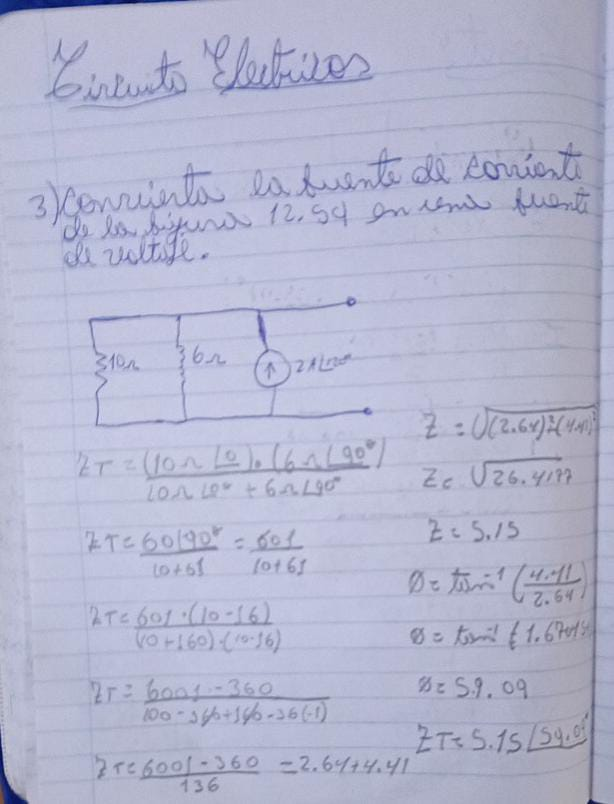 Circuito Electricos
3) Convierta la fuente de corriente
de la figura 12.54 en una fuente
de voltaje.
10Ω
6Ω
ZT = (10Ω ∠0°).(6Ω∠90°)
10Ω∠0° + 6Ω∠90°
ZT = 60∠90° = 60j
10+6j 10+6j
ZT = 60j·(10-j6)
(10+j60)·(10-j6)
ZT = 600j--360
100-j60+j60-36(-1)
ZT = 600j-360 = 2.64+4.41
136
Z = √(2.64)²+(4.41)²
Z = √26.4177
Z = 5.15
Ø = tan⁻¹ (4.41
2.64)
Ø = tan⁻¹
Ø = 59.09
ZT = 5.15∠59.09